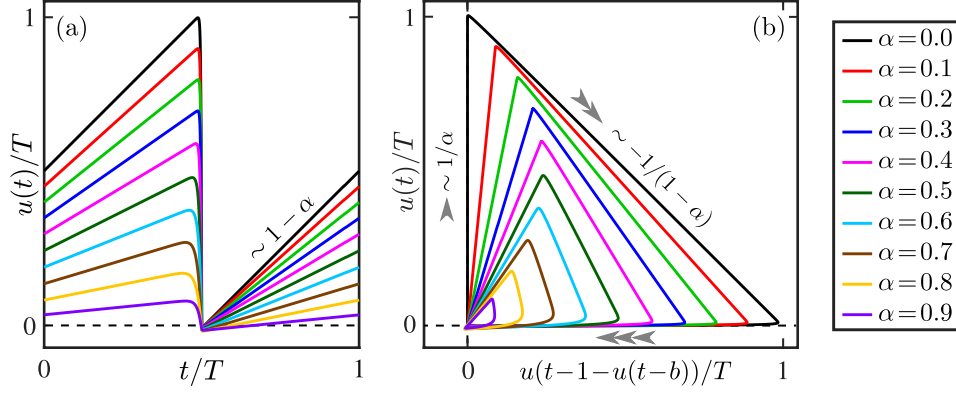 (a)
1
0
u(t)/T
~ 1 − α
0
t/T
1
(b)
1
0
u(t)/T
~ 1/α
~ −1/(1−α)
0
u(t−1−u(t−b))/T
1
α=0.0
α=0.1
α=0.2
α=0.3
α=0.4
α=0.5
α=0.6
α=0.7
α=0.8
α=0.9